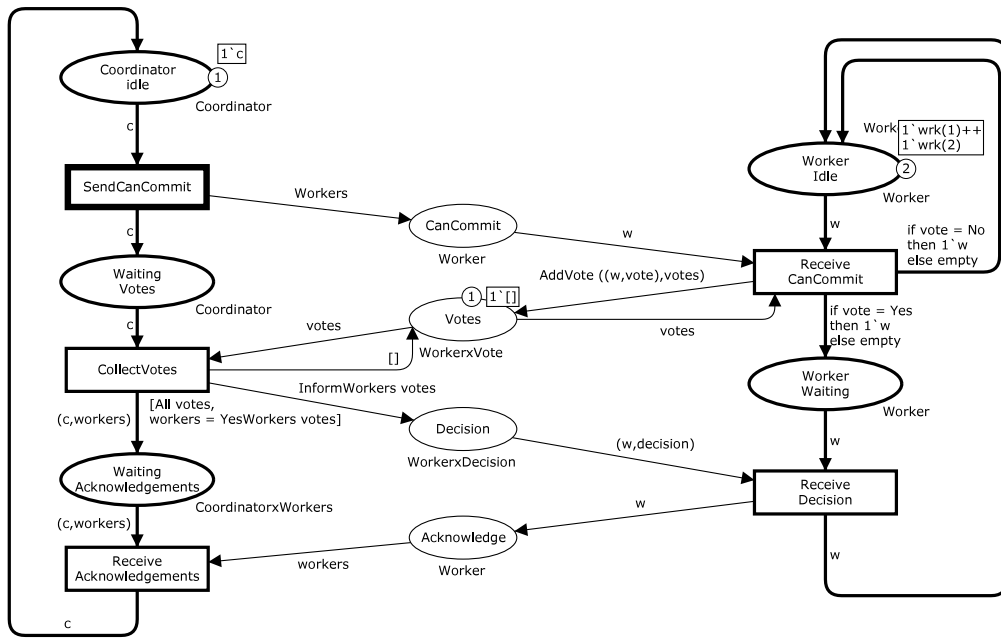 1`c
Coordinator
idle
1
Coordinator
c
SendCanCommit
Workers
c
CanCommit
Worker
w
1`wrk(1)++
1`wrk(2)
Worker
Idle
2
Worker
w
if vote = No
then 1`w
else empty
Waiting
Votes
Coordinator
c
AddVote ((w,vote),votes)
Receive
CanCommit
1
1`[]
Votes
WorkerxVote
votes
votes
[]
CollectVotes
if vote = Yes
then 1`w
else empty
InformWorkers votes
Worker
Waiting
Worker
(c,workers)
[All votes,
workers = YesWorkers votes]
Decision
WorkerxDecision
(w,decision)
w
Waiting
Acknowledgements
CoordinatorxWorkers
Receive
Decision
(c,workers)
w
Acknowledge
Worker
workers
Receive
Acknowledgements
w
c